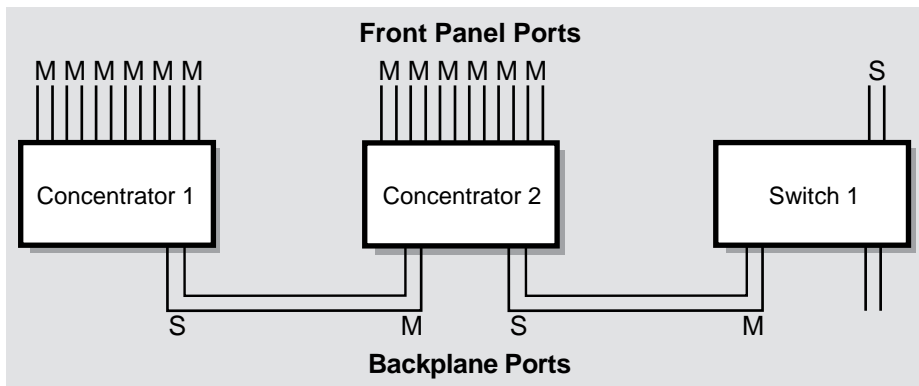 Front Panel Ports
M M M M M M M M M M M M S
Concentrator 1 Concentrator 2 Switch 1
S M S M
Backplane Ports